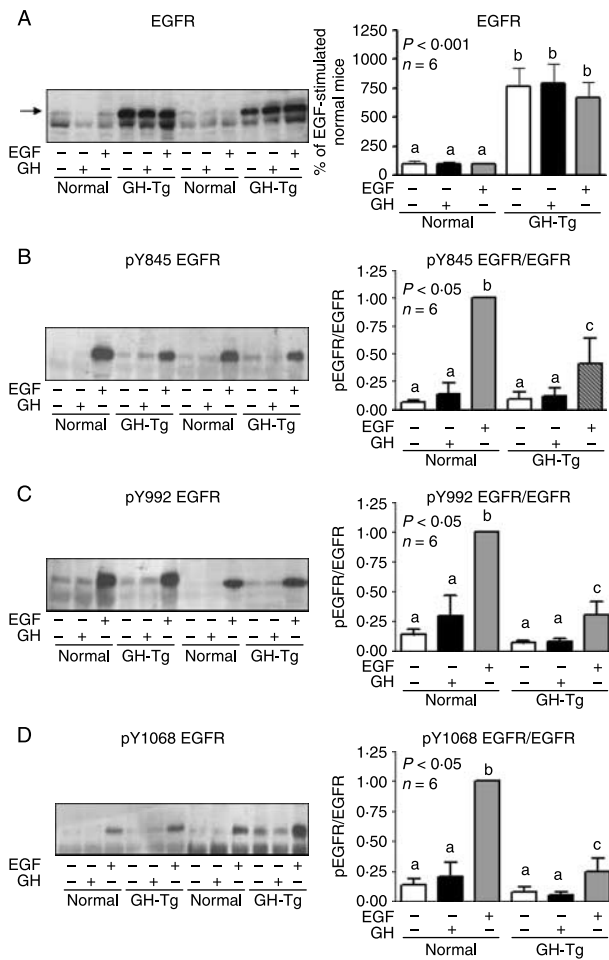 A
EGFR
EGF – – + – – + – – + – – +
GH – + – – + – – + – – + –
Normal GH-Tg Normal GH-Tg
EGFR
P < 0·001
n = 6
% of EGF-stimulated
normal mice
1250
1000
750
500
250
0
a a a b b b
EGF – – + – – +
GH – + – – + –
Normal GH-Tg
B
pY845 EGFR
EGF – – + – – + – – + – – +
GH – + – – + – – + – – + –
Normal GH-Tg Normal GH-Tg
pY845 EGFR/EGFR
P < 0·05
n = 6
pEGFR/EGFR
1·25
1·00
0·75
0·50
0·25
0·00
a a b a a c
EGF – – + – – +
GH – + – – + –
Normal GH-Tg
C
pY992 EGFR
EGF – – + – – + – – + – – +
GH – + – – + – – + – – + –
Normal GH-Tg Normal GH-Tg
pY992 EGFR/EGFR
P < 0·05
n = 6
pEGFR/EGFR
1·25
1·00
0·75
0·50
0·25
0·00
a a b a a c
EGF – – + – – +
GH – + – – + –
Normal GH-Tg
D
pY1068 EGFR
EGF – – + – – + – – + – – +
GH – + – – + – – + – – + –
Normal GH-Tg Normal GH-Tg
pY1068 EGFR/EGFR
P < 0·05
n = 6
pEGFR/EGFR
1·25
1·00
0·75
0·50
0·25
0·00
a a b a a c
EGF – – + – – +
GH – + – – + –
Normal GH-Tg